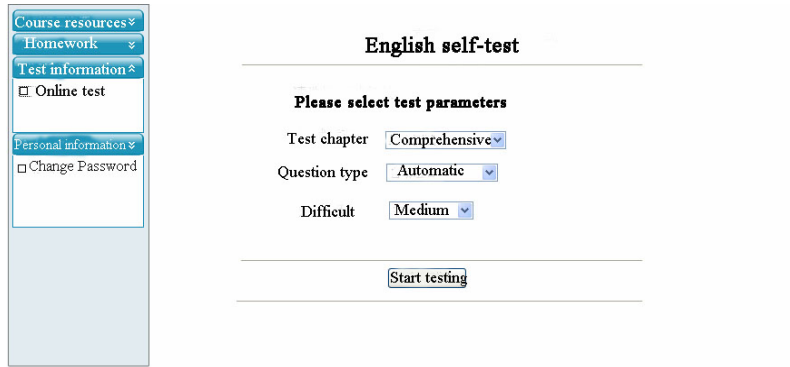 Course resources
Homework
Test information
Online test
Personal information
Change Password
English self-test
Please select test parameters
Test chapter Comprehensive
Question type Automatic
Difficult Medium
Start testing